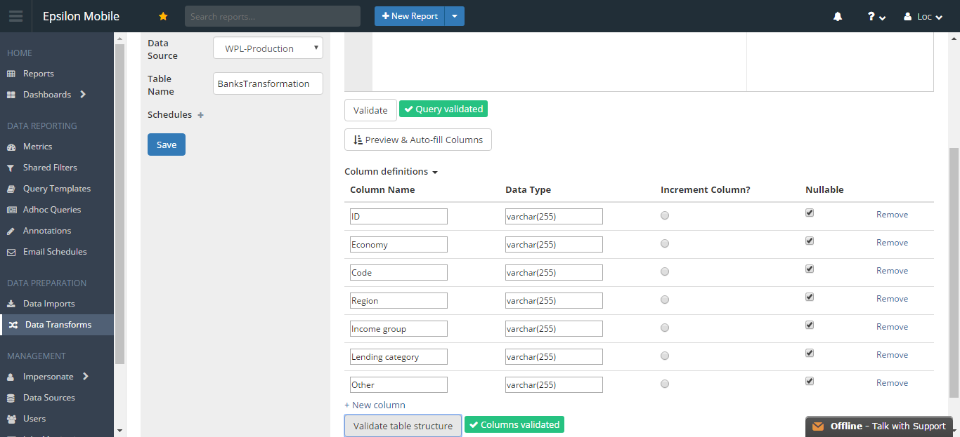 Epsilon Mobile
Search reports...
+ New Report
?
Loc
HOME
Reports
Dashboards
DATA REPORTING
Metrics
Shared Filters
Query Templates
Adhoc Queries
Annotations
Email Schedules
DATA PREPARATION
Data Imports
Data Transforms
MANAGEMENT
Impersonate
Data Sources
Users
Data
Source
WPL-Production
Table
Name
BanksTransformation
Schedules +
Save
Validate
Query validated
Preview & Auto-fill Columns
Column definitions
Column Name Data Type Increment Column? Nullable
ID varchar(255) Remove
Economy varchar(255) Remove
Code varchar(255) Remove
Region varchar(255) Remove
Income group varchar(255) Remove
Lending category varchar(255) Remove
Other varchar(255) Remove
+ New column
Validate table structure
Columns validated
Offline - Talk with Support